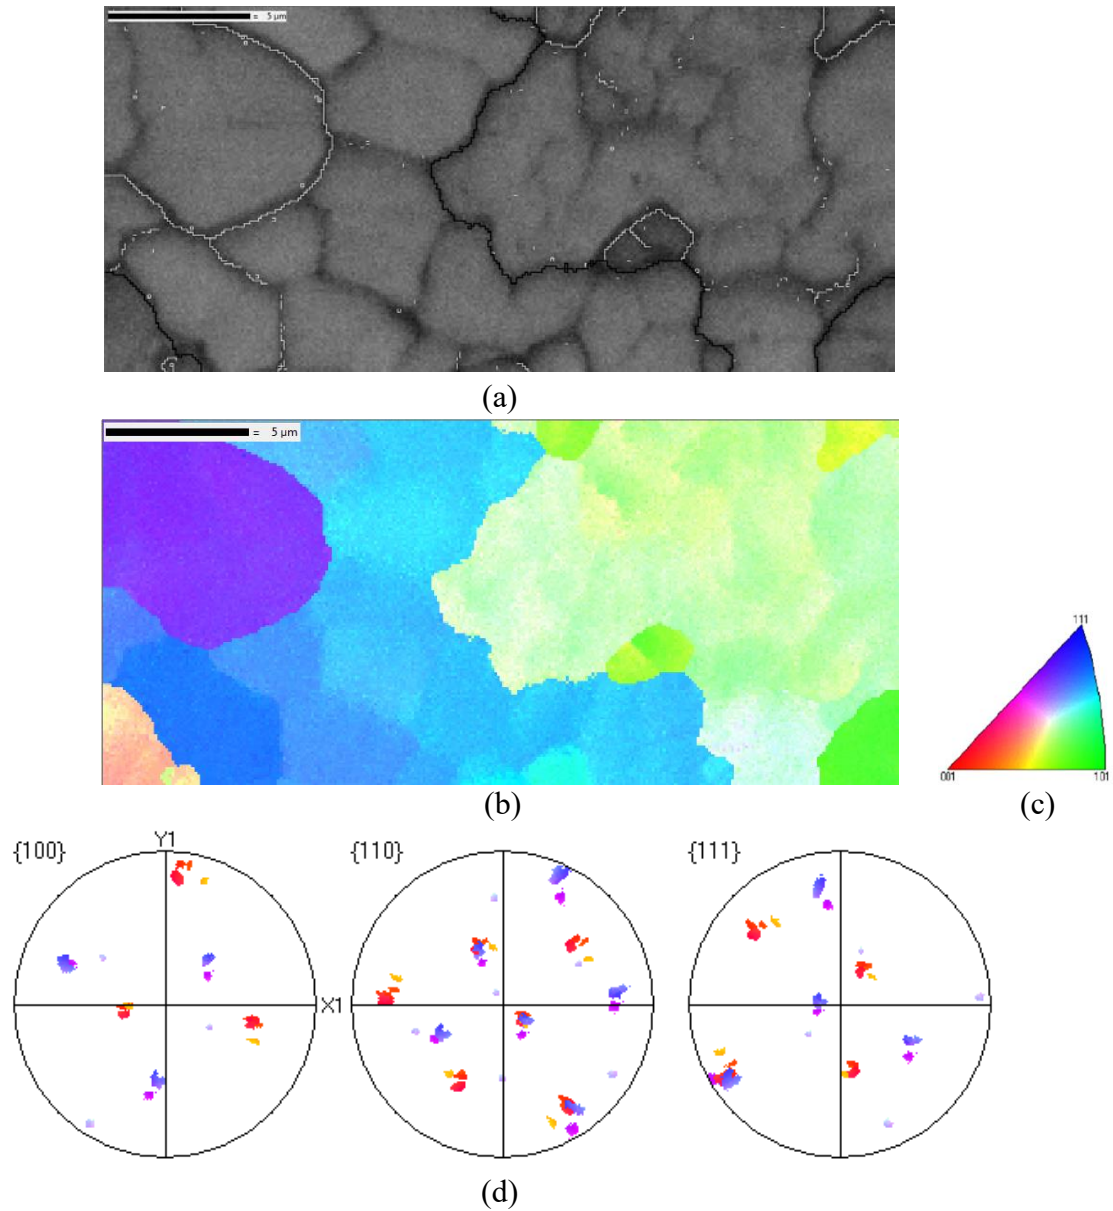 = 5 µm
(a)
= 5 µm
(b)
111
001
101
(c)
{100}
Y1
X1
{110}
{111}
(d)